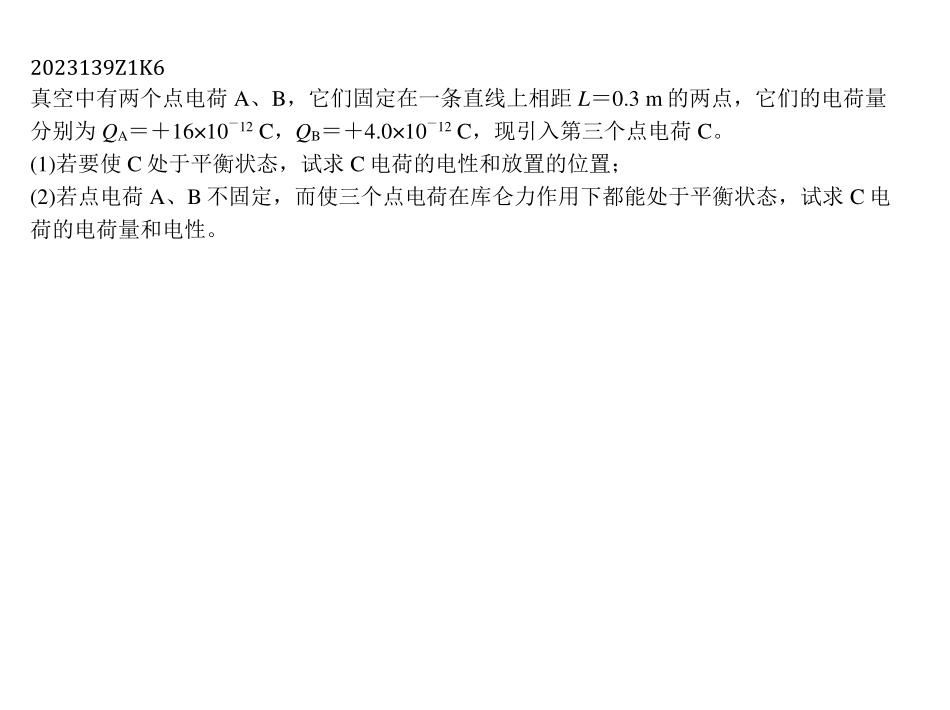 2023139Z1K6
真空中有两个点电荷 A、B，它们固定在一条直线上相距 L＝0.3 m 的两点，它们的电荷量
分别为 Q_A＝＋16×10^{－12} C，Q_B＝＋4.0×10^{－12} C，现引入第三个点电荷 C。
(1)若要使 C 处于平衡状态，试求 C 电荷的电性和放置的位置；
(2)若点电荷 A、B 不固定，而使三个点电荷在库仑力作用下都能处于平衡状态，试求 C 电
荷的电荷量和电性。